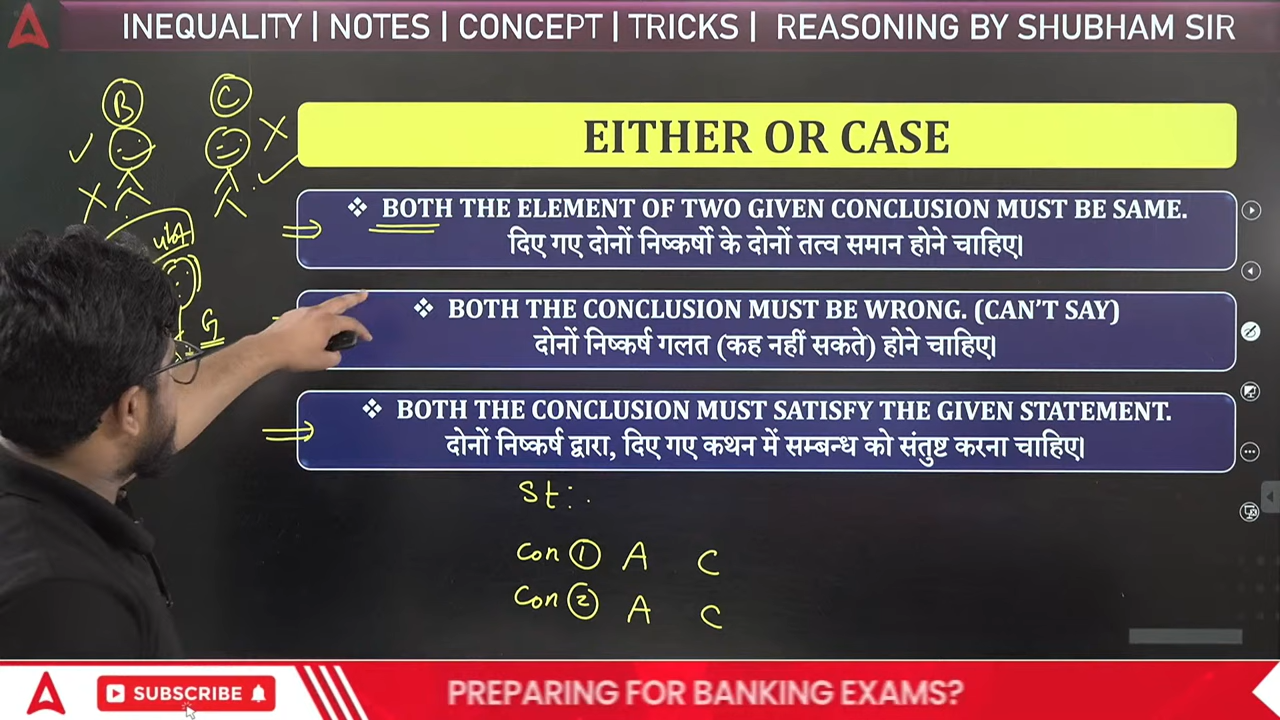 INEQUALITY | NOTES | CONCEPT | TRICKS | REASONING BY SHUBHAM SIR
B C
EITHER OR CASE
❖ BOTH THE ELEMENT OF TWO GIVEN CONCLUSION MUST BE SAME.
दिए गए दोनों निष्कर्षो के दोनों तत्व समान होने चाहिए।
❖ BOTH THE CONCLUSION MUST BE WRONG. (CAN'T SAY)
दोनों निष्कर्ष गलत (कह नहीं सकते) होने चाहिए।
G
❖ BOTH THE CONCLUSION MUST SATISFY THE GIVEN STATEMENT.
दोनों निष्कर्ष द्वारा, दिए गए कथन में सम्बन्ध को संतुष्ट करना चाहिए।
St:.
Con ① A C
Con ② A C
SUBSCRIBE
PREPARING FOR BANKING EXAMS?